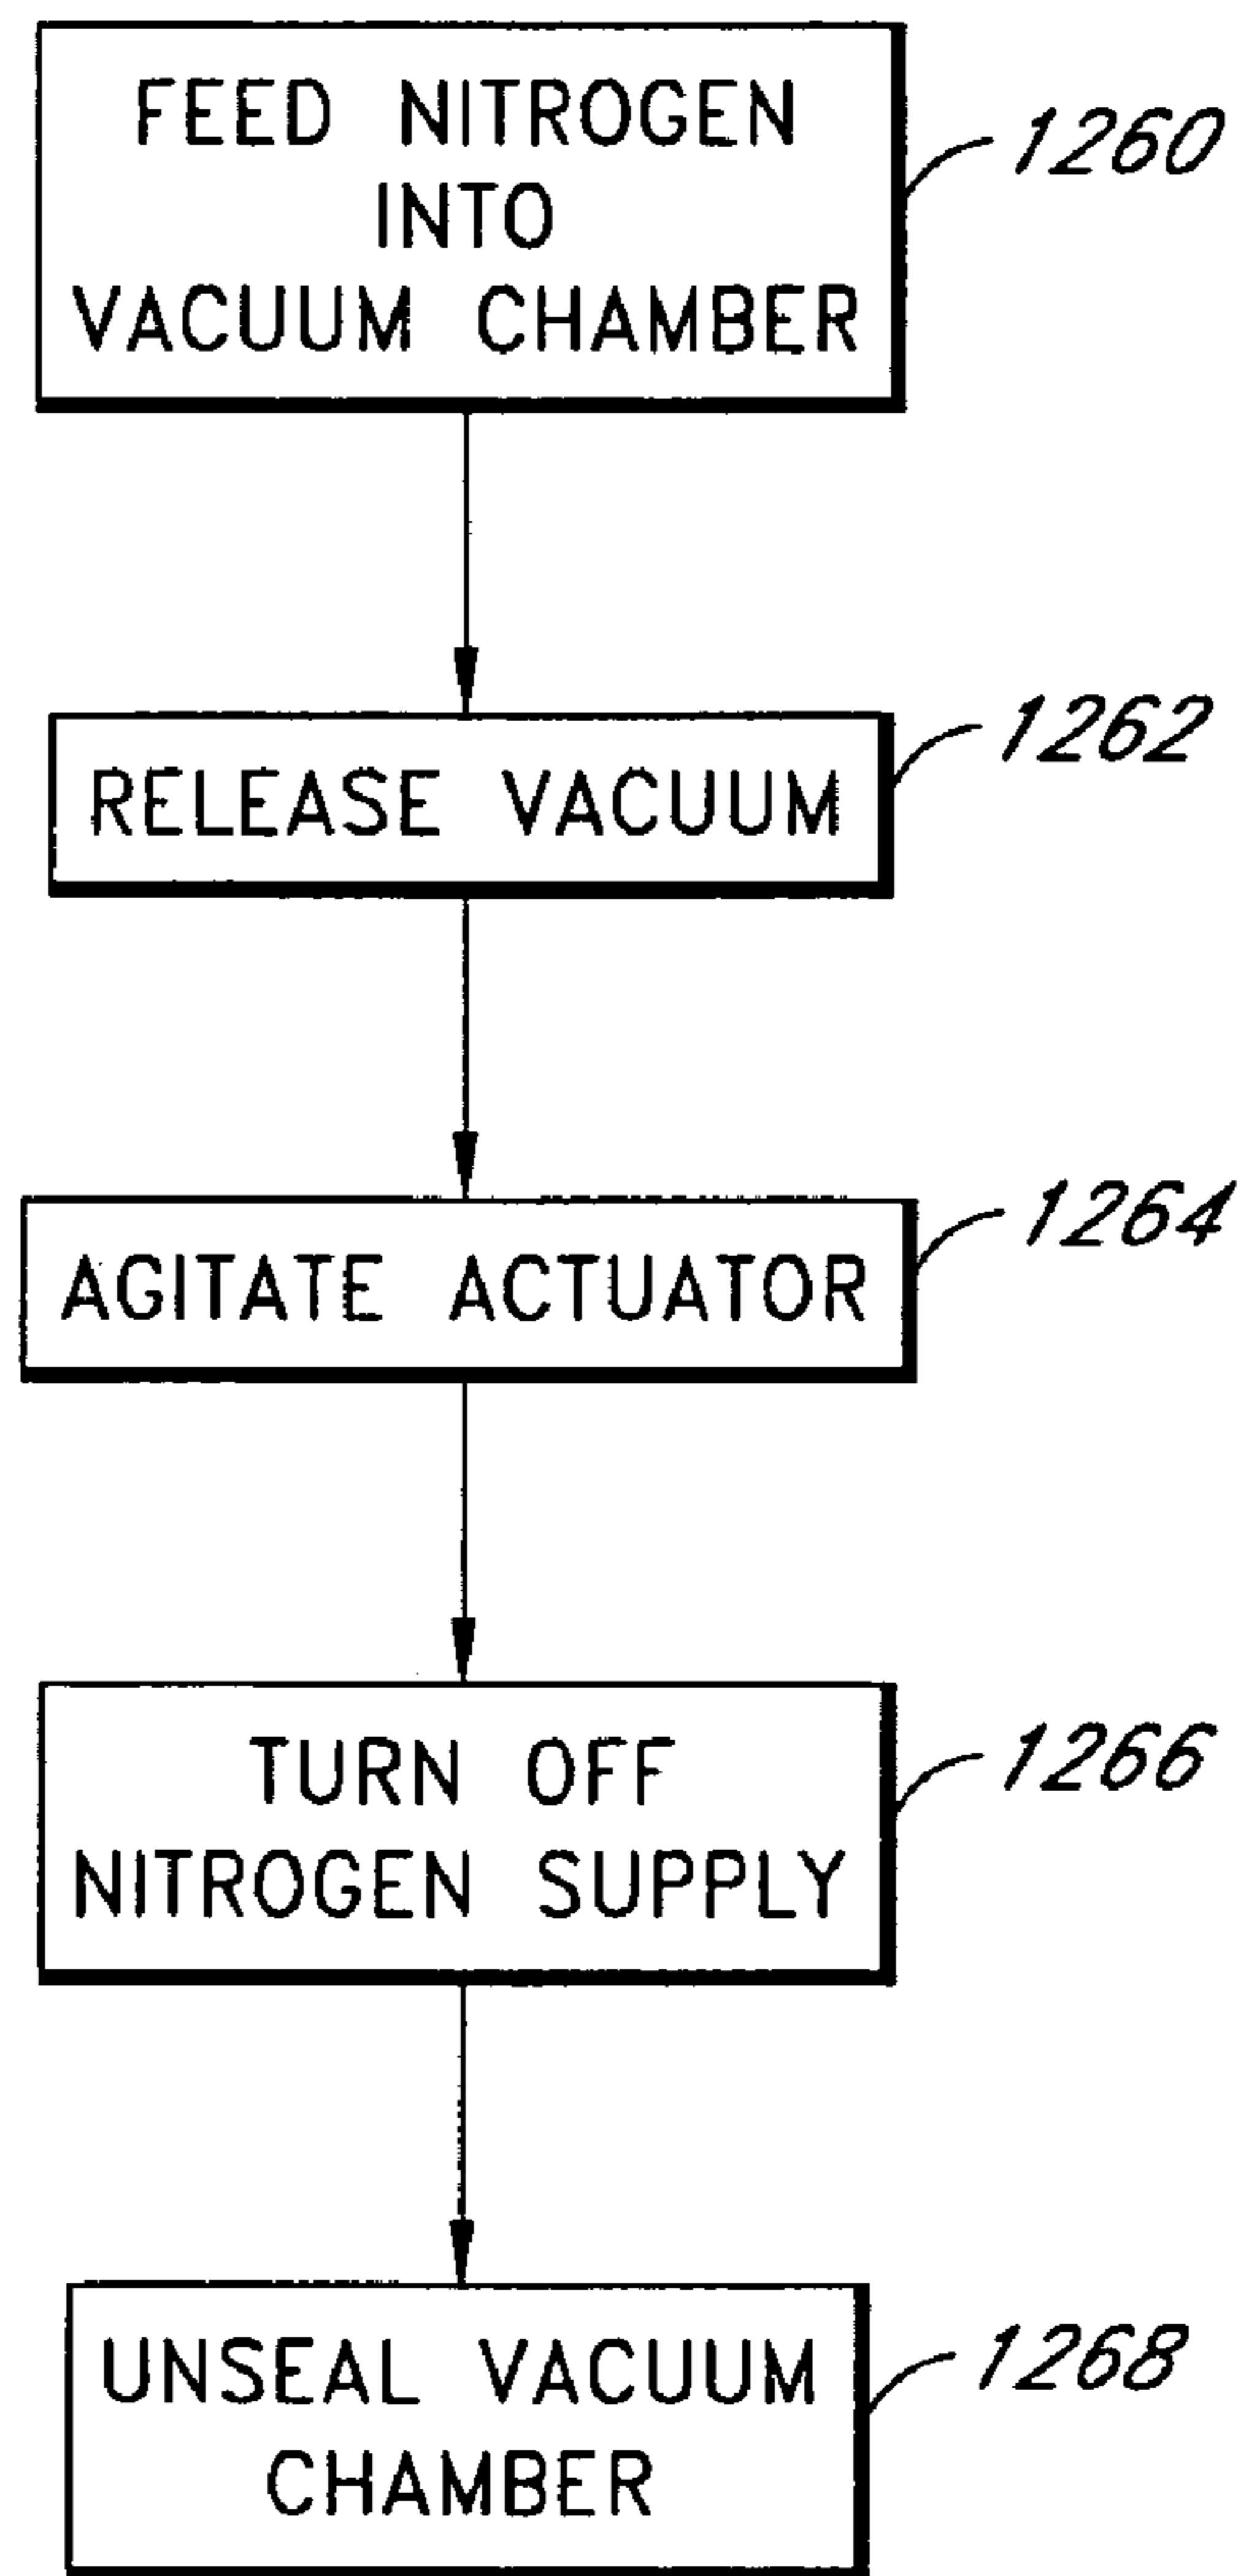 FEED NITROGEN
INTO
VACUUM CHAMBER
1260
RELEASE VACUUM
1262
AGITATE ACTUATOR
1264
TURN OFF
NITROGEN SUPPLY
1266
UNSEAL VACUUM
CHAMBER
1268